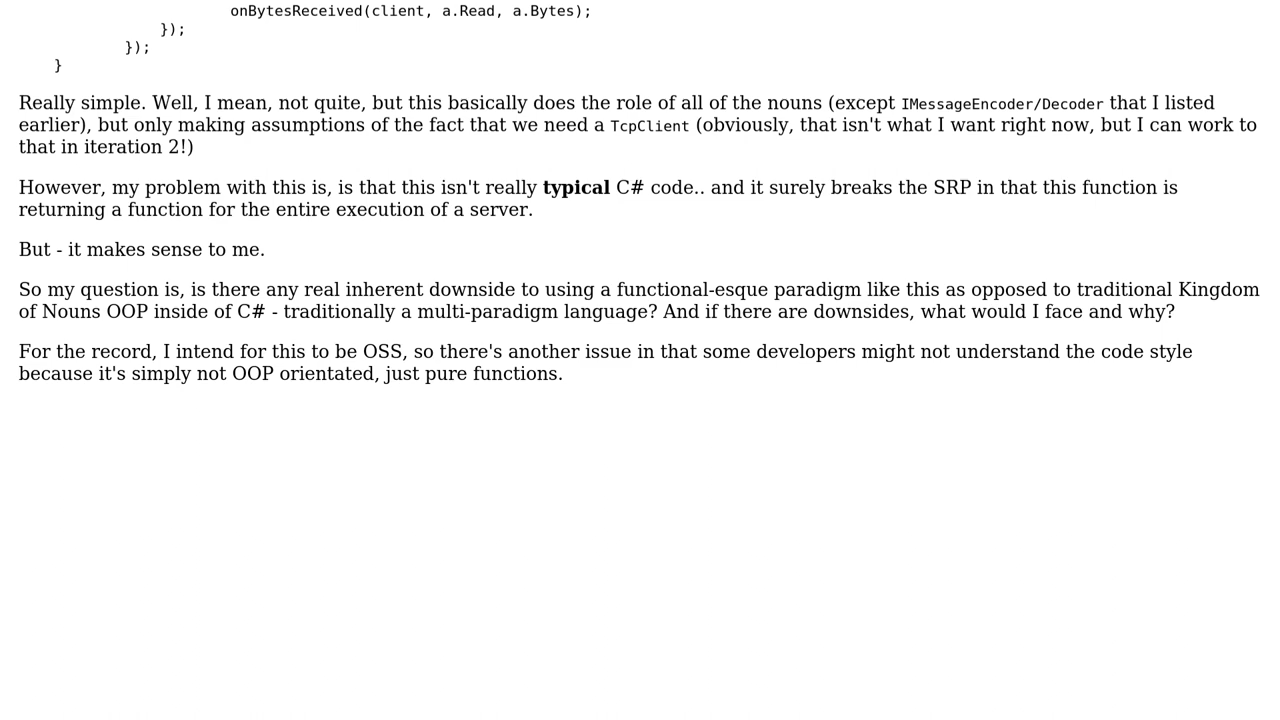 onBytesReceived(client, a.Read, a.Bytes);
});
});
}
Really simple. Well, I mean, not quite, but this basically does the role of all of the nouns (except IMessageEncoder/Decoder that I listed
earlier), but only making assumptions of the fact that we need a TcpClient (obviously, that isn't what I want right now, but I can work to
that in iteration 2!)
However, my problem with this is, is that this isn't really typical C# code.. and it surely breaks the SRP in that this function is
returning a function for the entire execution of a server.
But - it makes sense to me.
So my question is, is there any real inherent downside to using a functional-esque paradigm like this as opposed to traditional Kingdom
of Nouns OOP inside of C# - traditionally a multi-paradigm language? And if there are downsides, what would I face and why?
For the record, I intend for this to be OSS, so there's another issue in that some developers might not understand the code style
because it's simply not OOP orientated, just pure functions.